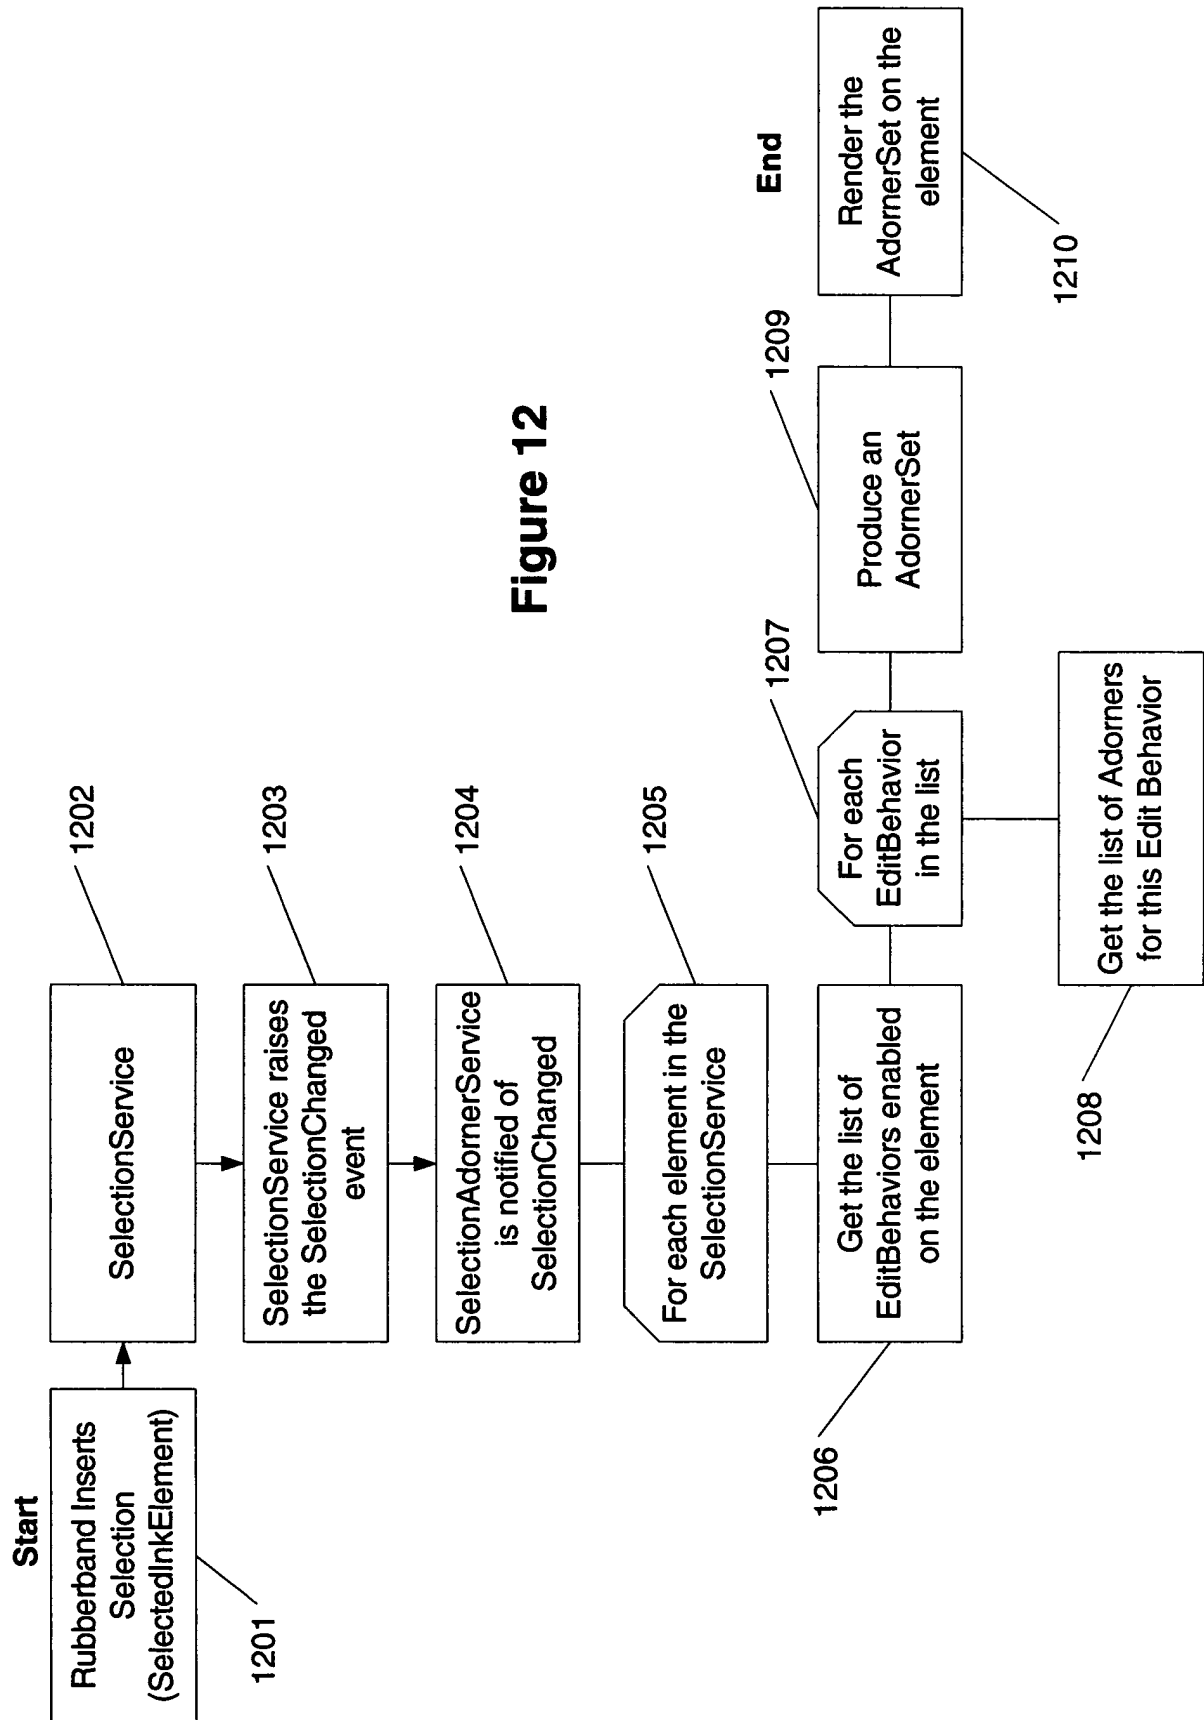 Start
Rubberband Inserts
Selection
(SelectedInkElement)
1201
SelectionService
1202
SelectionService raises
the SelectionChanged
event
1203
SelectionAdornerService
is notified of
SelectionChanged
1204
For each element in the
SelectionService
1205
Get the list of
EditBehaviors enabled
on the element
1206
For each
EditBehavior
in the list
1207
Get the list of Adorners
for this Edit Behavior
1208
Produce an
AdornerSet
1209
End
Render the
AdornerSet on the
element
1210
Figure 12